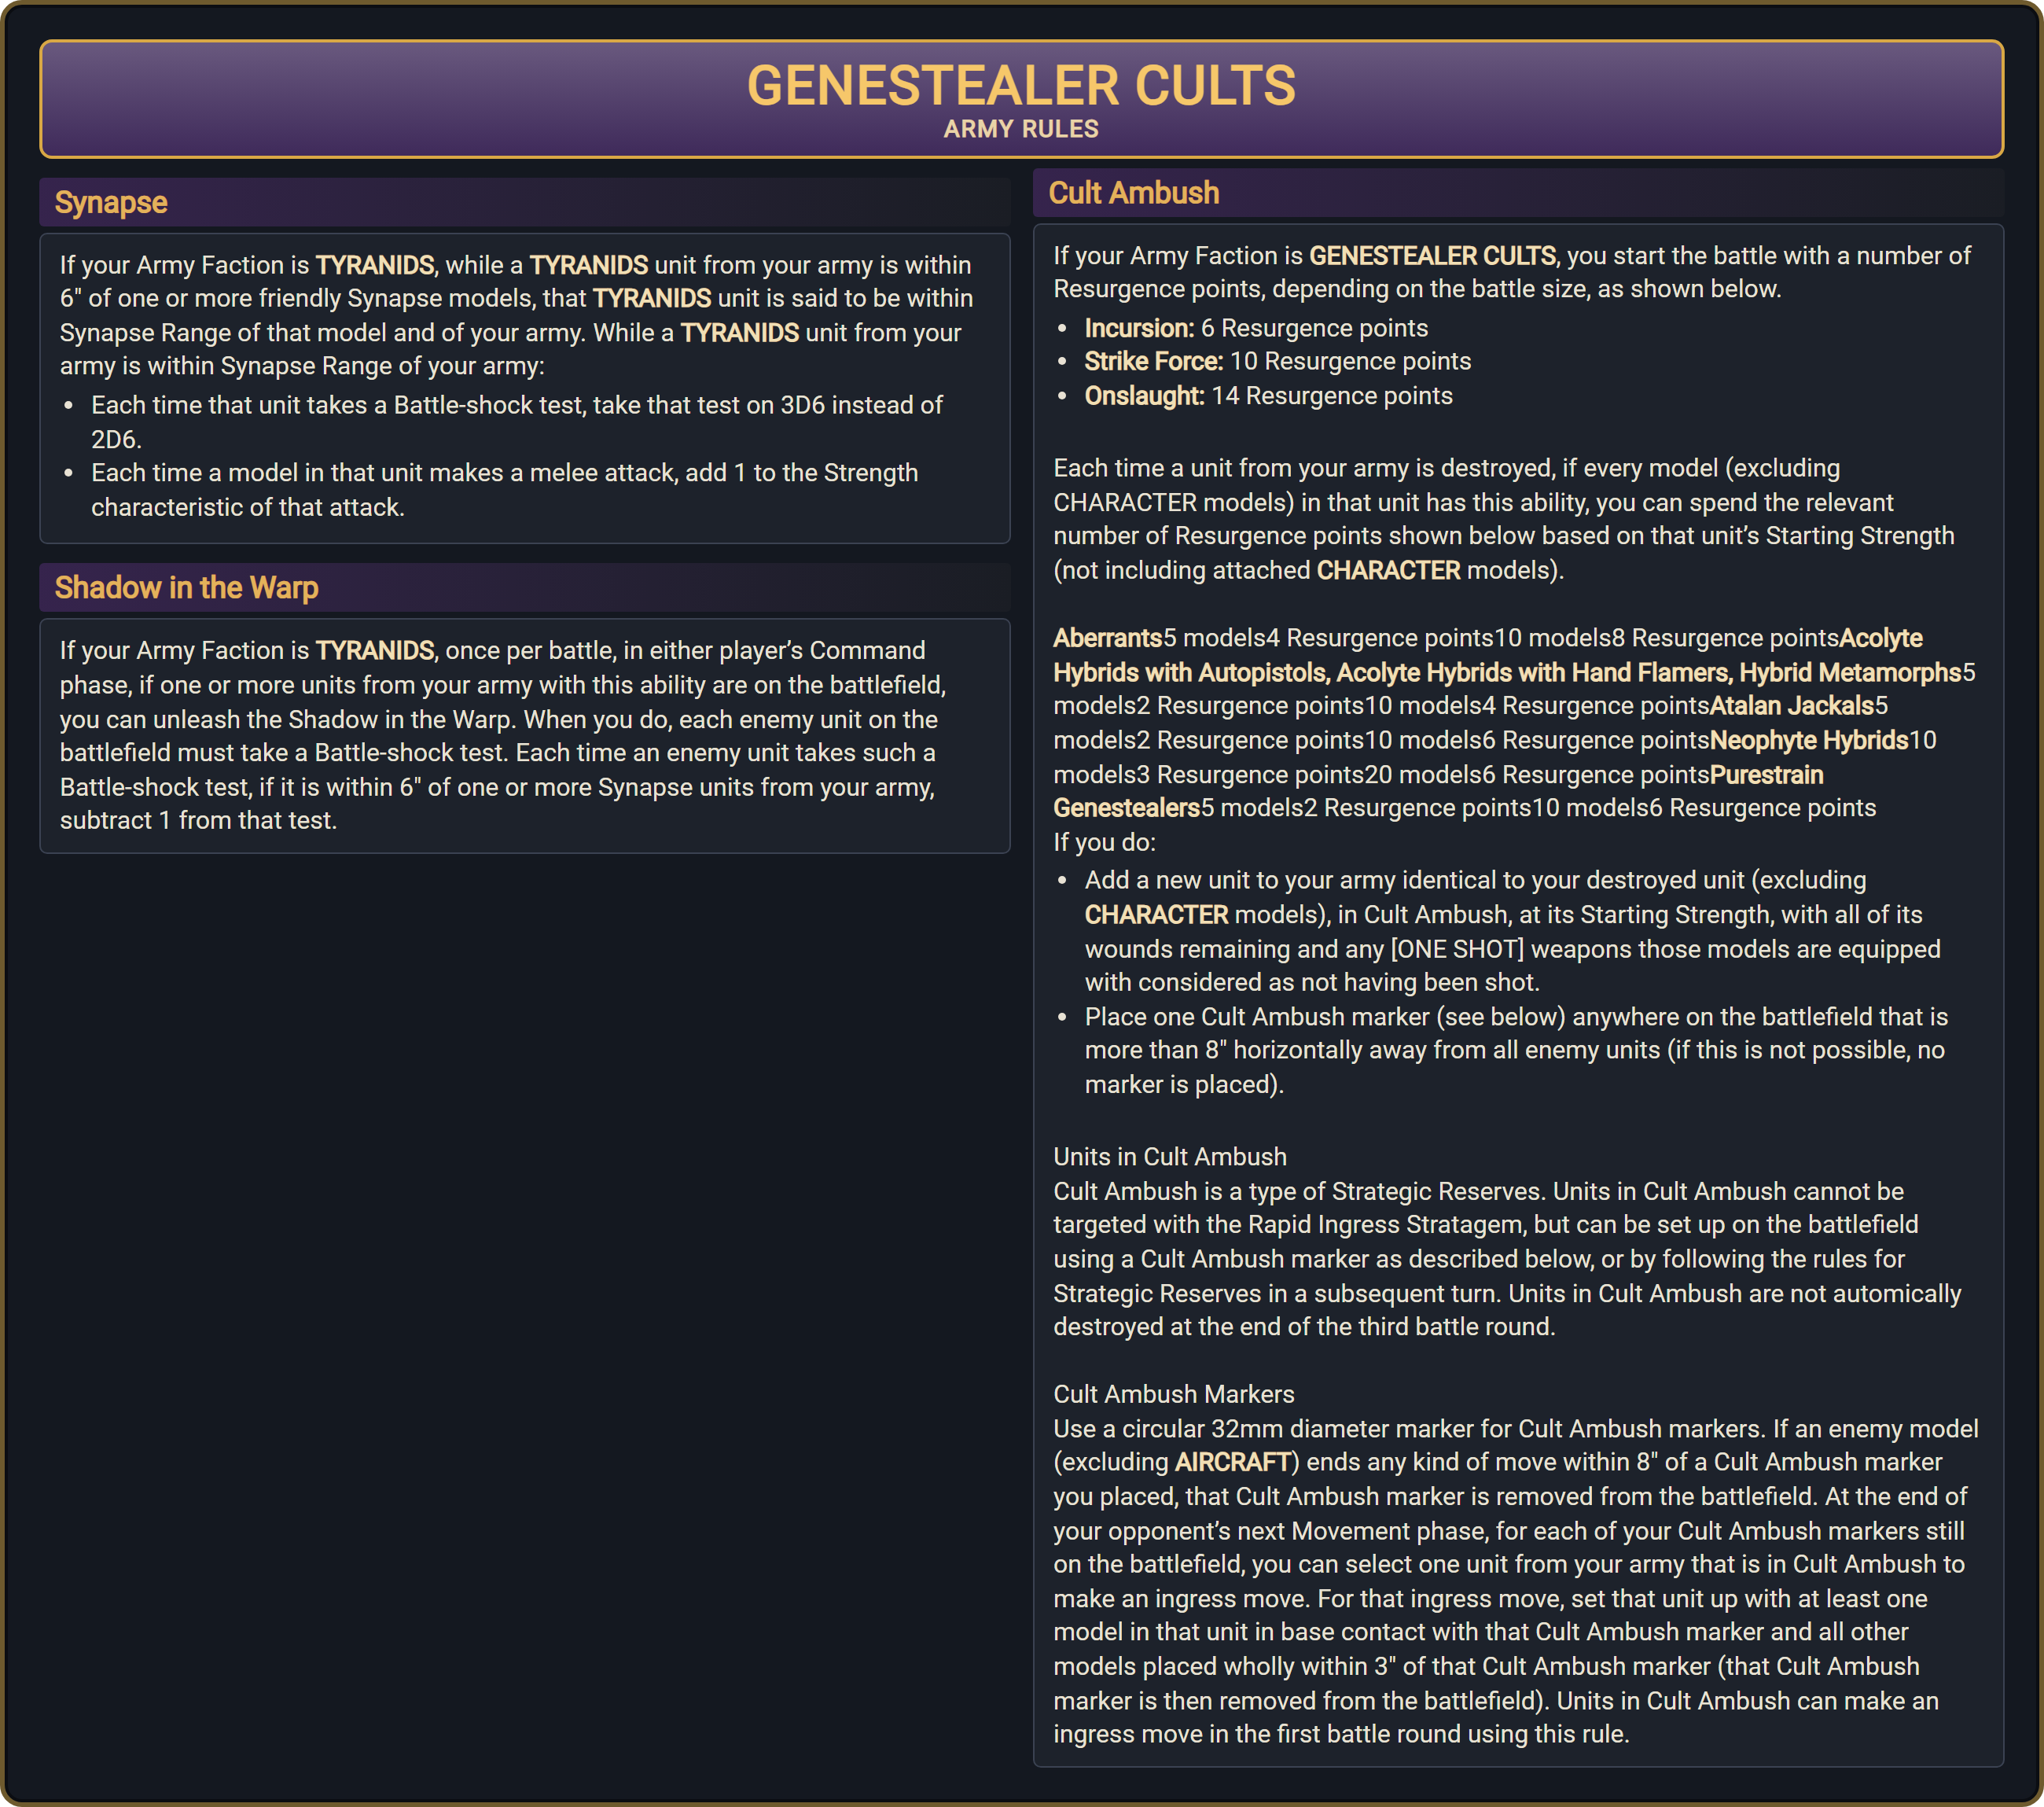 GENESTEALER CULTS
ARMY RULES
Synapse
If your Army Faction is TYRANIDS, while a TYRANIDS unit from your army is within
6" of one or more friendly Synapse models, that TYRANIDS unit is said to be within
Synapse Range of that model and of your army. While a TYRANIDS unit from your
army is within Synapse Range of your army:
• Each time that unit takes a Battle-shock test, take that test on 3D6 instead of
2D6.
• Each time a model in that unit makes a melee attack, add 1 to the Strength
characteristic of that attack.
Shadow in the Warp
If your Army Faction is TYRANIDS, once per battle, in either player’s Command
phase, if one or more units from your army with this ability are on the battlefield,
you can unleash the Shadow in the Warp. When you do, each enemy unit on the
battlefield must take a Battle-shock test. Each time an enemy unit takes such a
Battle-shock test, if it is within 6" of one or more Synapse units from your army,
subtract 1 from that test.
Cult Ambush
If your Army Faction is GENESTEALER CULTS, you start the battle with a number of
Resurgence points, depending on the battle size, as shown below.
• Incursion: 6 Resurgence points
• Strike Force: 10 Resurgence points
• Onslaught: 14 Resurgence points
Each time a unit from your army is destroyed, if every model (excluding
CHARACTER models) in that unit has this ability, you can spend the relevant
number of Resurgence points shown below based on that unit’s Starting Strength
(not including attached CHARACTER models).
Aberrants5 models4 Resurgence points10 models8 Resurgence pointsAcolyte
Hybrids with Autopistols, Acolyte Hybrids with Hand Flamers, Hybrid Metamorphs5
models2 Resurgence points10 models4 Resurgence pointsAtalan Jackals5
models2 Resurgence points10 models6 Resurgence pointsNeophyte Hybrids10
models3 Resurgence points20 models6 Resurgence pointsPurestrain
Genestealers5 models2 Resurgence points10 models6 Resurgence points
If you do:
• Add a new unit to your army identical to your destroyed unit (excluding
CHARACTER models), in Cult Ambush, at its Starting Strength, with all of its
wounds remaining and any [ONE SHOT] weapons those models are equipped
with considered as not having been shot.
• Place one Cult Ambush marker (see below) anywhere on the battlefield that is
more than 8" horizontally away from all enemy units (if this is not possible, no
marker is placed).
Units in Cult Ambush
Cult Ambush is a type of Strategic Reserves. Units in Cult Ambush cannot be
targeted with the Rapid Ingress Stratagem, but can be set up on the battlefield
using a Cult Ambush marker as described below, or by following the rules for
Strategic Reserves in a subsequent turn. Units in Cult Ambush are not automically
destroyed at the end of the third battle round.
Cult Ambush Markers
Use a circular 32mm diameter marker for Cult Ambush markers. If an enemy model
(excluding AIRCRAFT) ends any kind of move within 8" of a Cult Ambush marker
you placed, that Cult Ambush marker is removed from the battlefield. At the end of
your opponent’s next Movement phase, for each of your Cult Ambush markers still
on the battlefield, you can select one unit from your army that is in Cult Ambush to
make an ingress move. For that ingress move, set that unit up with at least one
model in that unit in base contact with that Cult Ambush marker and all other
models placed wholly within 3" of that Cult Ambush marker (that Cult Ambush
marker is then removed from the battlefield). Units in Cult Ambush can make an
ingress move in the first battle round using this rule.